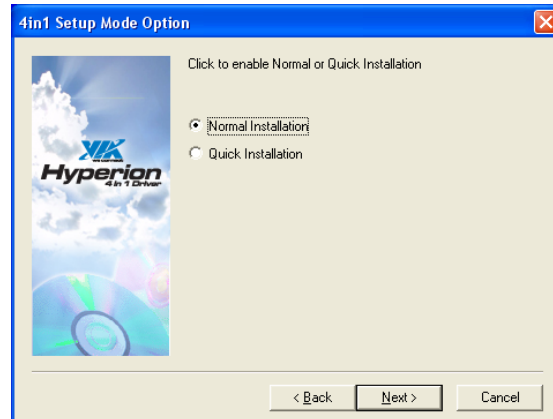 4in1 Setup Mode Option
Click to enable Normal or Quick Installation
Normal Installation
Quick Installation
VIA
Hyperion
4 in 1 Driver
< Back
Next >
Cancel